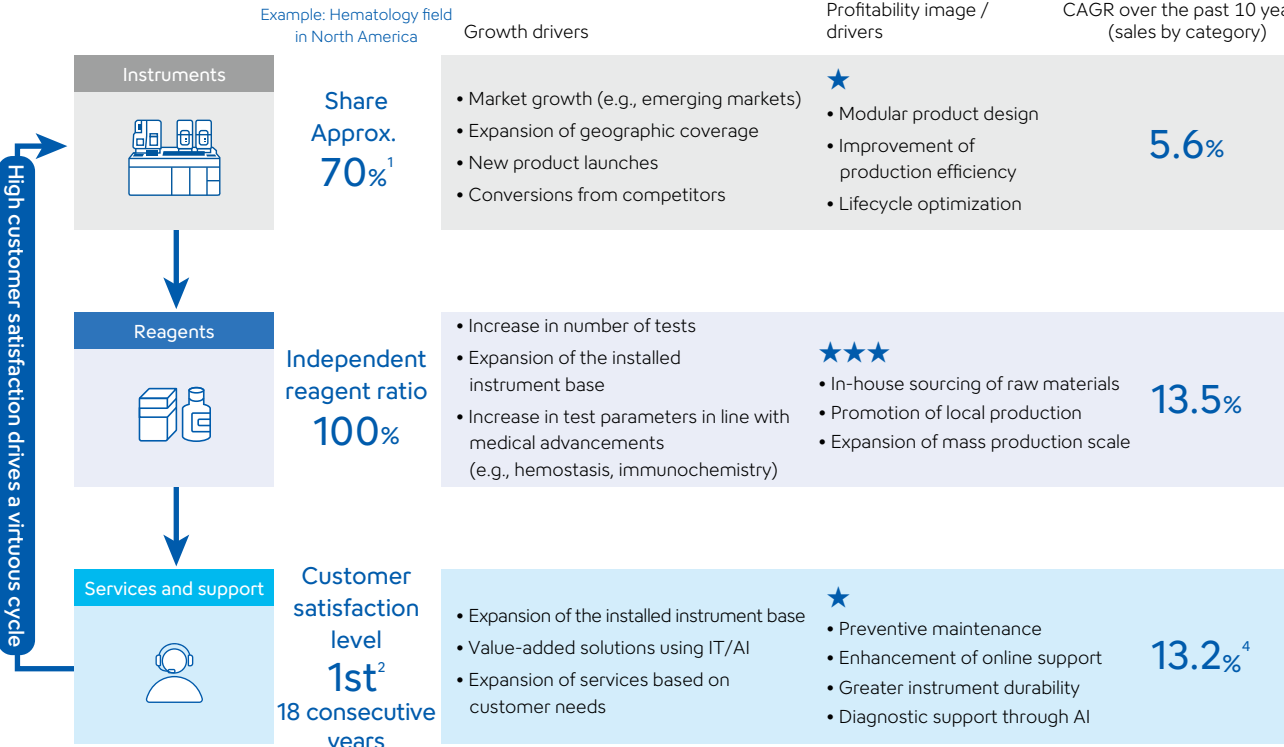 Example: Hematology field
in North America
Growth drivers
Profitability image /
drivers
CAGR over the past 10
(sales by category)
High customer satisfaction drives a virtuous cycle
Instruments
Share
Approx.
70%1
• Market growth (e.g., emerging markets)
• Expansion of geographic coverage
• New product launches
• Conversions from competitors
★
• Modular product design
• Improvement of
production efficiency
• Lifecycle optimization
5.6%
Reagents
Independent
reagent ratio
100%
• Increase in number of tests
• Expansion of the installed
instrument base
• Increase in test parameters in line with
medical advancements
(e.g., hemostasis, immunochemistry)
★★★
• In-house sourcing of raw materials
• Promotion of local production
• Expansion of mass production scale
13.5%
Services and support
Customer
satisfaction
level
1st2
18 consecutive
years
• Expansion of the installed instrument base
• Value-added solutions using IT/AI
• Expansion of services based on
customer needs
★
• Preventive maintenance
• Enhancement of online support
• Greater instrument durability
• Diagnostic support through AI
13.2%4